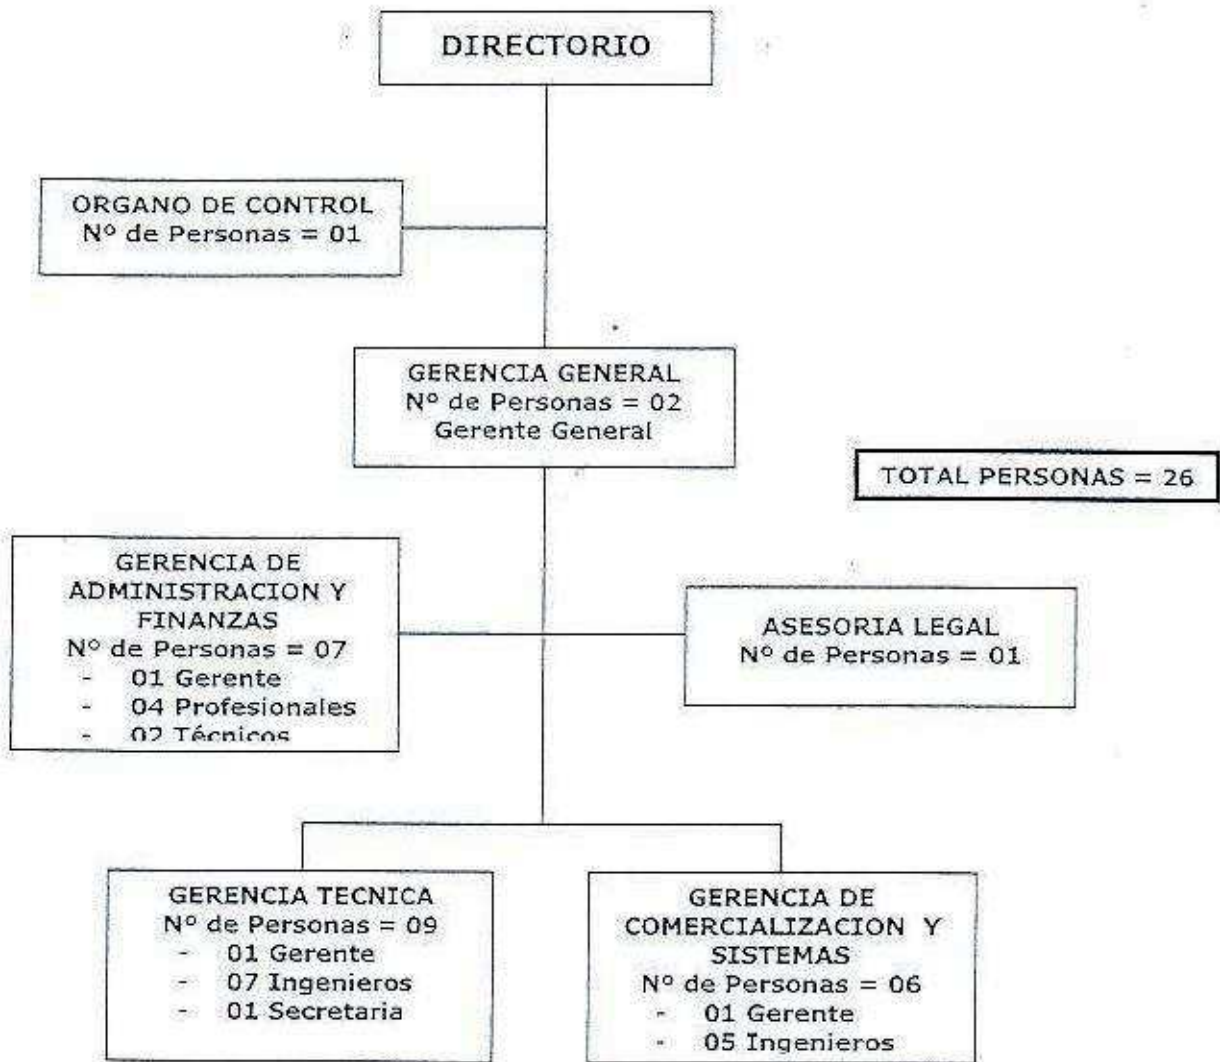 DIRECTORIO
ORGANO DE CONTROL
Nº de Personas = 01
GERENCIA GENERAL
Nº de Personas = 02
Gerente General
TOTAL PERSONAS = 26
GERENCIA DE
ADMINISTRACION Y
FINANZAS
Nº de Personas = 07
- 01 Gerente
- 04 Profesionales
- 02 Técnicos
ASESORIA LEGAL
Nº de Personas = 01
GERENCIA TECNICA
Nº de Personas = 09
- 01 Gerente
- 07 Ingenieros
- 01 Secretaria
GERENCIA DE
COMERCIALIZACION Y
SISTEMAS
Nº de Personas = 06
- 01 Gerente
- 05 Ingenieros